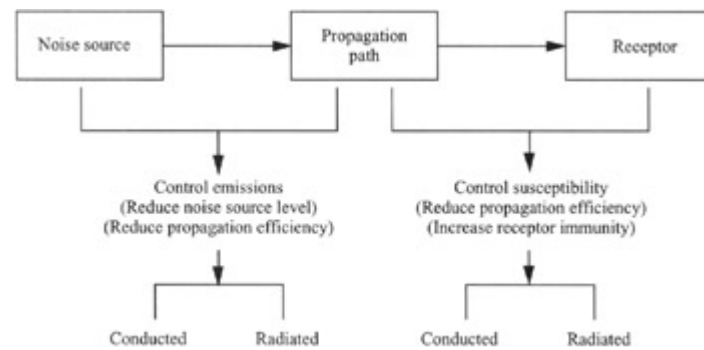 Noise source
Propagation
path
Receptor
Control emissions
(Reduce noise source level)
(Reduce propagation efficiency)
Control susceptibility
(Reduce propagation efficiency)
(Increase receptor immunity)
Conducted
Radiated
Conducted
Radiated